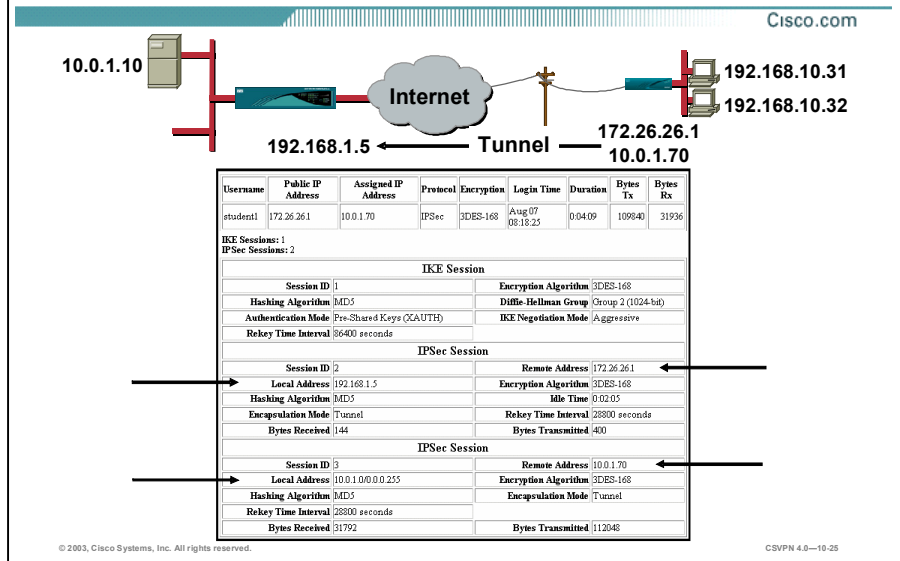 Cisco.com
10.0.1.10
Internet
192.168.10.31
192.168.10.32
192.168.1.5
Tunnel
172.26.26.1
10.0.1.70
Username Public IP Address Assigned IP Address Protocol Encryption Login Time Duration Bytes Tx Bytes Rx
student1 172.26.26.1 10.0.1.70 IPSec 3DES-168 Aug 07 08:18:25 0:04:09 109840 31936
IKE Sessions: 1
IPSec Sessions: 2
IKE Session
Session ID 1 Encryption Algorithm 3DES-168
Hashing Algorithm MD5 Diffie-Hellman Group Group 2 (1024-bit)
Authentication Mode Pre-Shared Keys (XAUTH) IKE Negotiation Mode Aggressive
Rekey Time Interval 86400 seconds
IPSec Session
Session ID 2 Remote Address 172.26.26.1
Local Address 192.168.1.5 Encryption Algorithm 3DES-168
Hashing Algorithm MD5 Idle Time 0:02:05
Encapsulation Mode Tunnel Rekey Time Interval 28800 seconds
Bytes Received 144 Bytes Transmitted 400
IPSec Session
Session ID 3 Remote Address 10.0.1.70
Local Address 10.0.1.0/0.0.0.255 Encryption Algorithm 3DES-168
Hashing Algorithm MD5 Encapsulation Mode Tunnel
Rekey Time Interval 28800 seconds
Bytes Received 31792 Bytes Transmitted 112048
© 2003, Cisco Systems, Inc. All rights reserved.
CSVPN 4.0—10-25